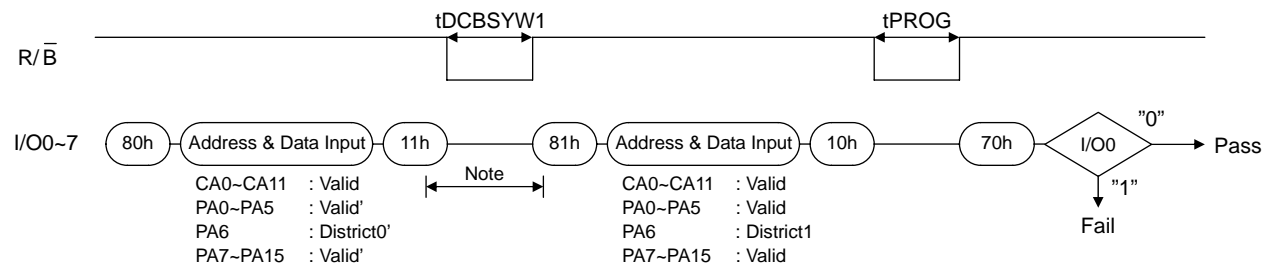 tDCBSYW1
tPROG
R/B̅
I/O0~7
80h
Address & Data Input
11h
81h
Address & Data Input
10h
70h
I/O0
"0"
Pass
"1"
Fail
Note
CA0~CA11 : Valid
PA0~PA5 : Valid'
PA6 : District0'
PA7~PA15 : Valid'
CA0~CA11 : Valid
PA0~PA5 : Valid
PA6 : District1
PA7~PA15 : Valid